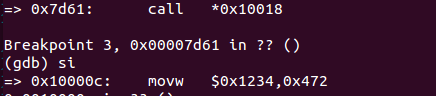 => 0x7d61: call *0x10018
Breakpoint 3, 0x00007d61 in ?? ()
(gdb) si
=> 0x10000c: movw $0x1234,0x472